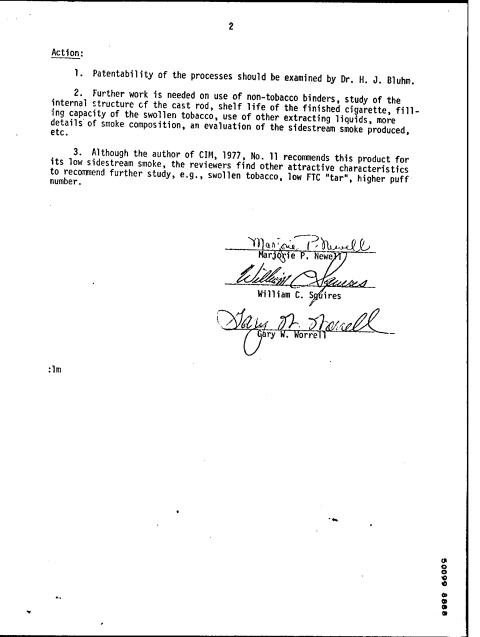 2
Action:
1. Patentability of the processes should be examined by Dr. H. J. Bluhm.
2. Further work is needed on use of non-tobacco binders, study of the
internal structure of the cast rod, shelf life of the finished cigarette, fill-
ing capacity of the swollen tobacco, use of other extracting liquids, more
details of smoke composition, an evaluation of the sidestream smoke produced,
etc.
3. Although the author of CIM, 1977, No. 11 recommends this product for
its low sidestream smoke, the reviewers find other attractive characteristics
to recommend further study, e.g., swollen tobacco, low FTC "tar", higher puff
number.
Marjorie P. Newell
Marjorie P. Newell
William C Squires
William C. Squires
Gary W. Worrell
Gary W. Worrell
:lm
50099 8888